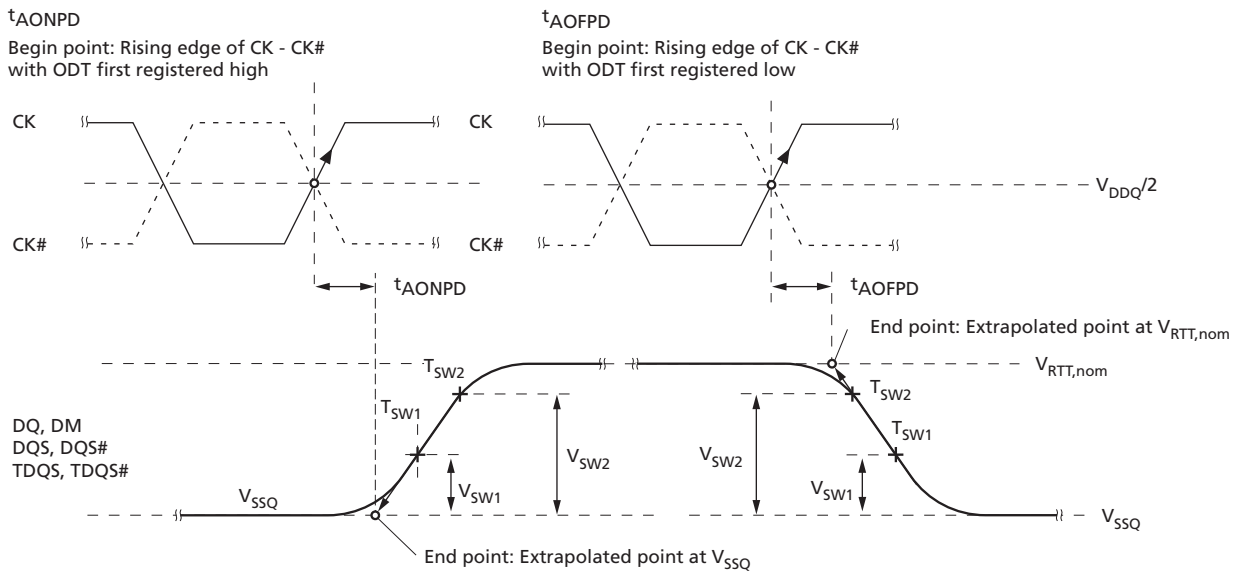 tAONPD
Begin point: Rising edge of CK - CK#
with ODT first registered high
tAOFPD
Begin point: Rising edge of CK - CK#
with ODT first registered low
CK
CK
VDDQ/2
CK#
CK#
tAONPD
tAOFPD
End point: Extrapolated point at VRTT,nom
TSW2
VRTT,nom
TSW2
TSW1
TSW1
DQ, DM
DQS, DQS#
TDQS, TDQS#
VSW2
VSW2
VSW1
VSW1
VSSQ
VSSQ
End point: Extrapolated point at VSSQ